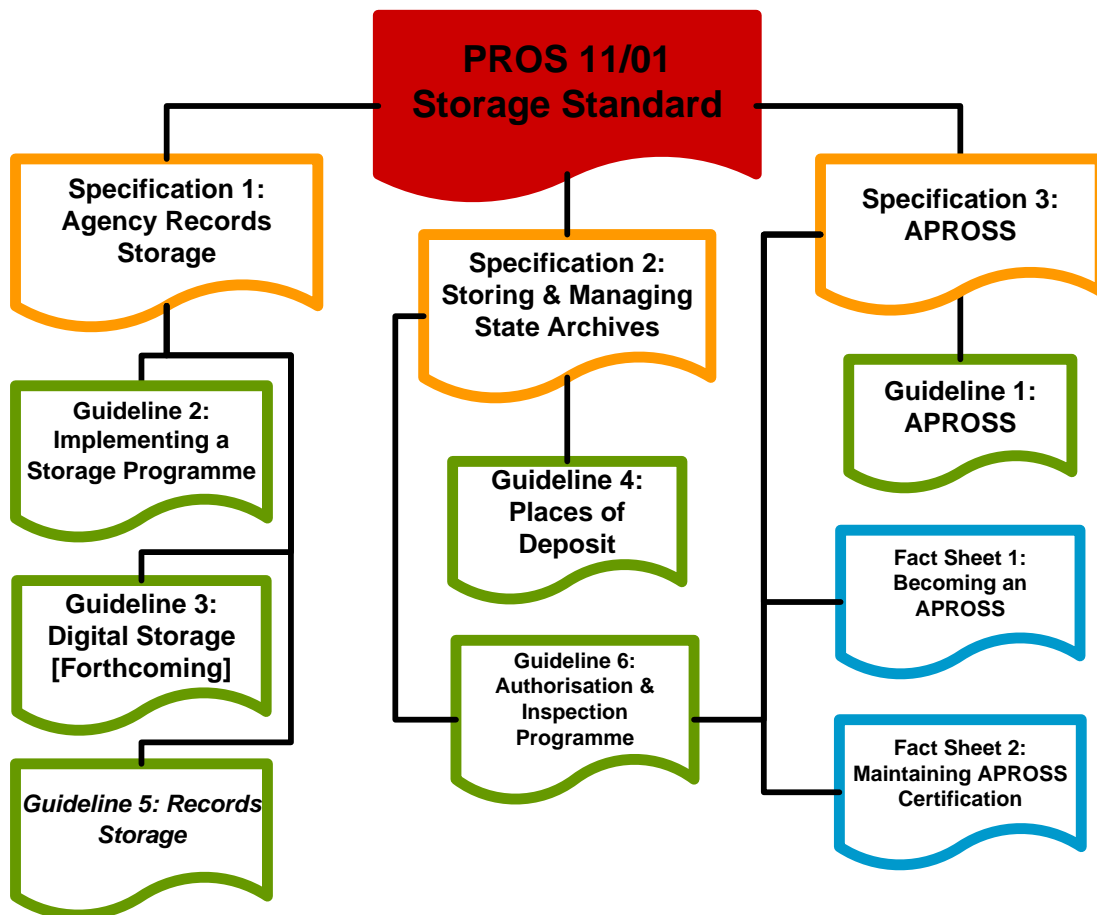 PROS 11/01
Storage Standard
Specification 1:
Agency Records
Storage
Specification 2:
Storing & Managing
State Archives
Specification 3:
APROSS
Guideline 2:
Implementing a
Storage Programme
Guideline 3:
Digital Storage
[Forthcoming]
Guideline 5: Records
Storage
Guideline 4:
Places of
Deposit
Guideline 6:
Authorisation &
Inspection
Programme
Guideline 1:
APROSS
Fact Sheet 1:
Becoming an
APROSS
Fact Sheet 2:
Maintaining APROSS
Certification